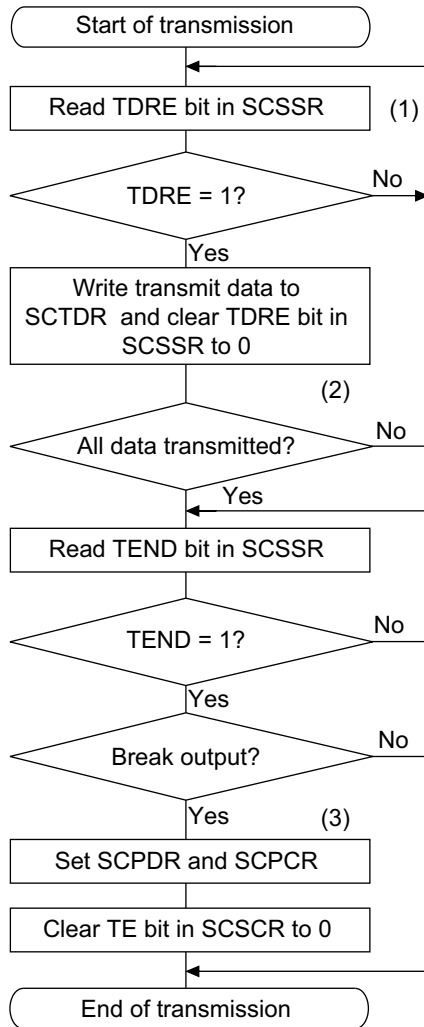 Start of transmission
Read TDRE bit in SCSSR
(1)
TDRE = 1?
No
Yes
Write transmit data to
SCTDR and clear TDRE bit in
SCSSR to 0
(2)
All data transmitted?
No
Yes
Read TEND bit in SCSSR
TEND = 1?
No
Yes
Break output?
No
Yes
(3)
Set SCPDR and SCPCR
Clear TE bit in SCSCR to 0
End of transmission